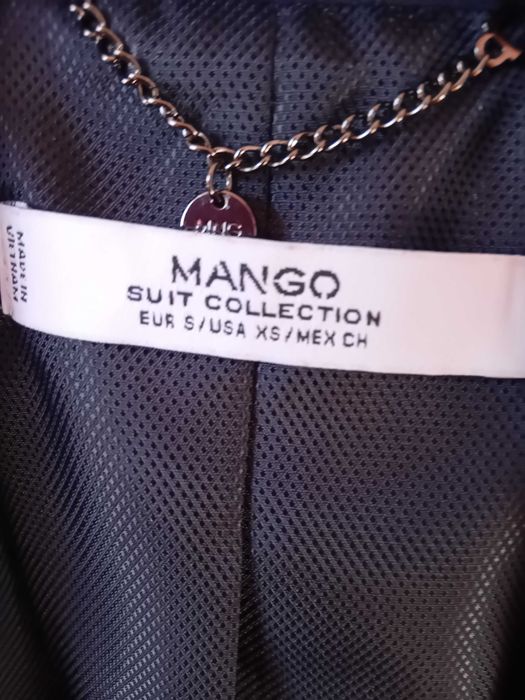 MANGO
SUIT COLLECTION
EUR S/USA XS/MEX CH
MADE IN
VIETNAM